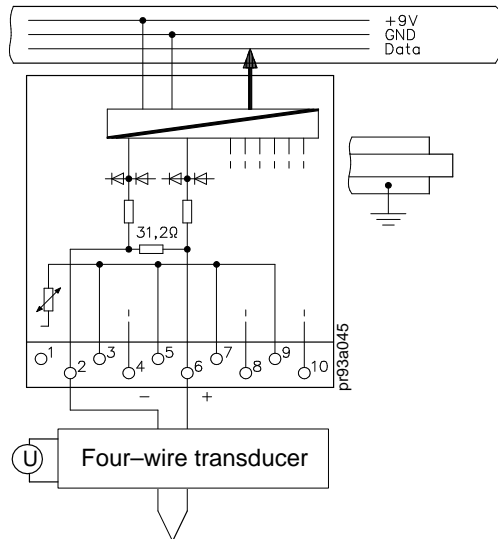 +9V
GND
Data
31,2Ω
1
2
3
4
5
6
7
8
9
10
− +
pr93a045
U
Four–wire transducer